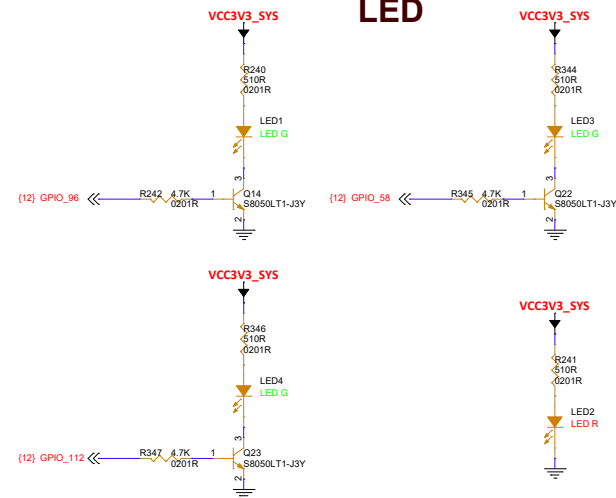 LED
VCC3V3_SYS
R240
510R
0201R
LED1
LED G
3
{12} GPIO_96
R242 4.7K
0201R
1
Q14
S8050LT1-J3Y
2
VCC3V3_SYS
R344
510R
0201R
LED3
LED G
3
{12} GPIO_58
R345 4.7K
0201R
1
Q22
S8050LT1-J3Y
2
VCC3V3_SYS
R346
510R
0201R
LED4
LED G
3
{12} GPIO_112
R347 4.7K
0201R
1
Q23
S8050LT1-J3Y
2
VCC3V3_SYS
R241
510R
0201R
LED2
LED R